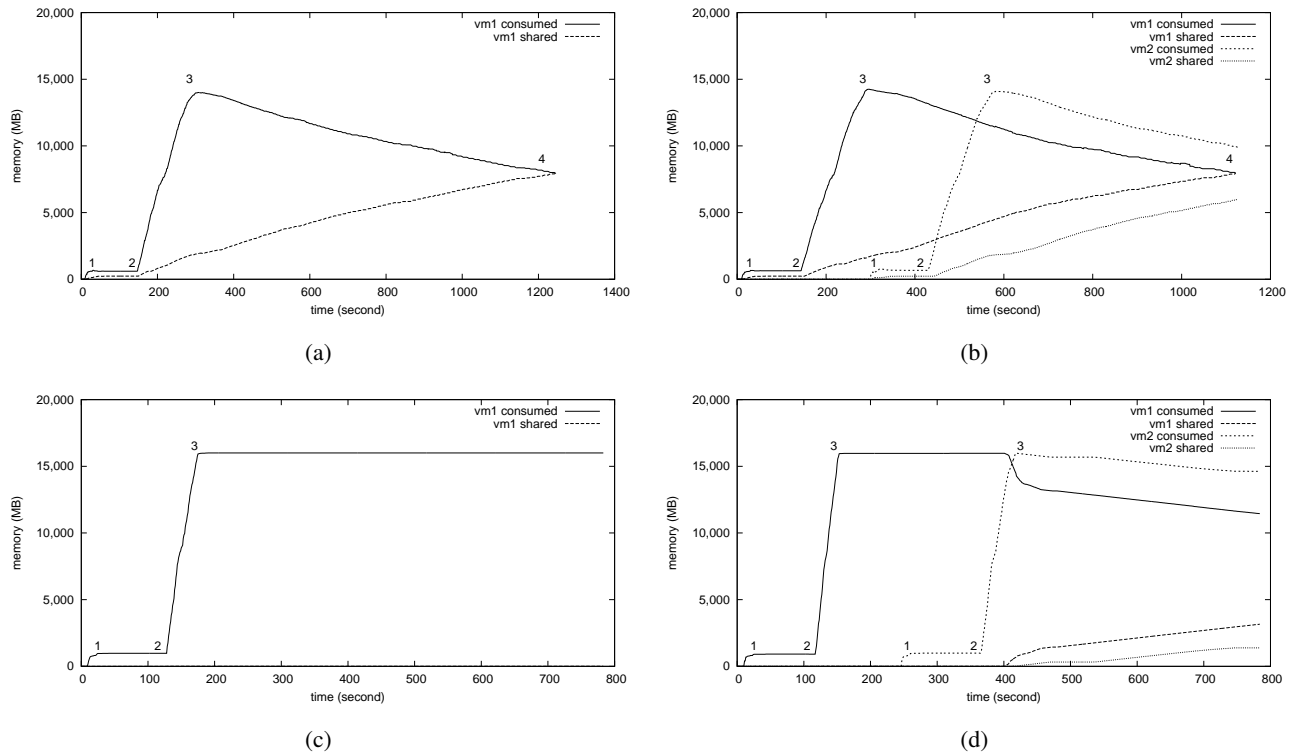 20,000
15,000
10,000
5,000
0
memory (MB)
0 200 400 600 800 1000 1200 1400
time (second)
vm1 consumed
vm1 shared
1
2
3
4
(a)
20,000
15,000
10,000
5,000
0
memory (MB)
0 200 400 600 800 1000 1200
time (second)
vm1 consumed
vm1 shared
vm2 consumed
vm2 shared
1
2
3
1
2
3
4
(b)
20,000
15,000
10,000
5,000
0
memory (MB)
0 100 200 300 400 500 600 700 800
time (second)
vm1 consumed
vm1 shared
1
2
3
(c)
20,000
15,000
10,000
5,000
0
memory (MB)
0 100 200 300 400 500 600 700 800
time (second)
vm1 consumed
vm1 shared
vm2 consumed
vm2 shared
1
2
3
1
2
3
(d)